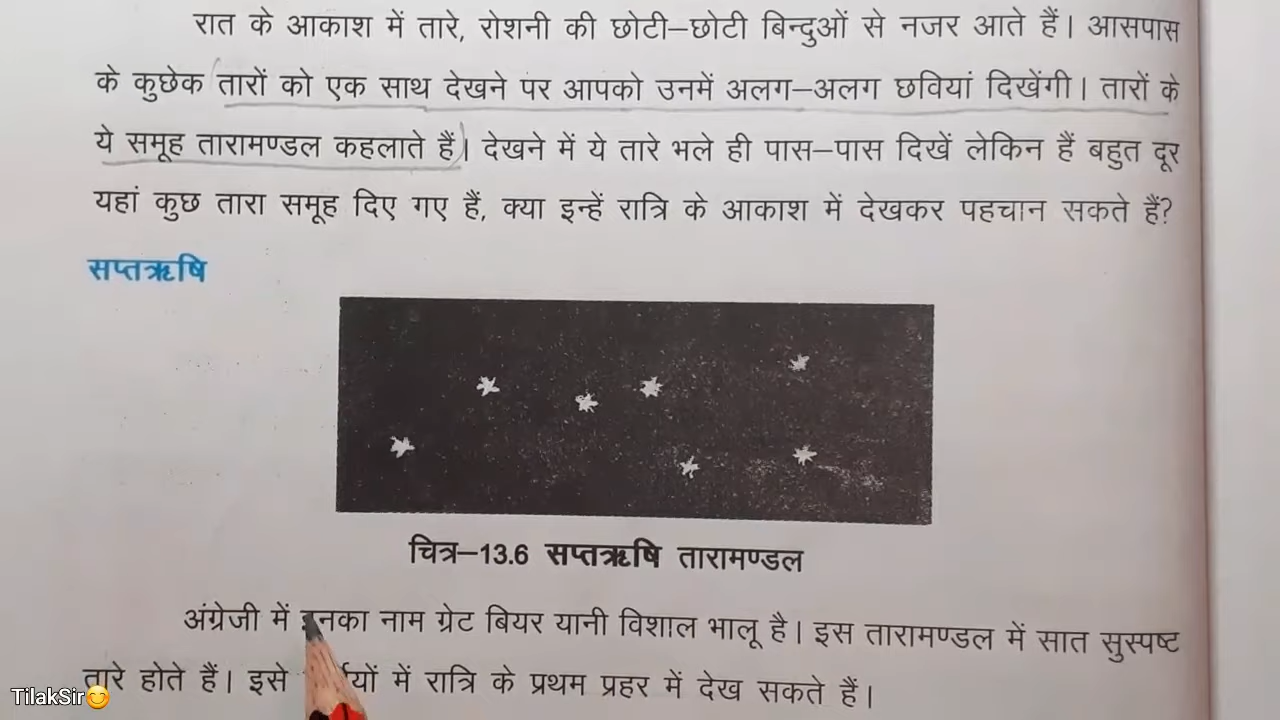 रात के आकाश में तारे, रोशनी की छोटी–छोटी बिन्दुओं से नजर आते हैं। आसपास
के कुछेक तारों को एक साथ देखने पर आपको उनमें अलग–अलग छवियां दिखेंगी। तारों के
ये समूह तारामण्डल कहलाते हैं। देखने में ये तारे भले ही पास–पास दिखें लेकिन हैं बहुत दूर
यहां कुछ तारा समूह दिए गए हैं, क्या इन्हें रात्रि के आकाश में देखकर पहचान सकते हैं?
सप्तऋषि
चित्र–13.6 सप्तऋषि तारामण्डल
अंग्रेजी में इनका नाम ग्रेट बियर यानी विशाल भालू है। इस तारामण्डल में सात सुस्पष्ट
तारे होते हैं। इसे में रात्रि के प्रथम प्रहर में देख सकते हैं।
TilakSir😊